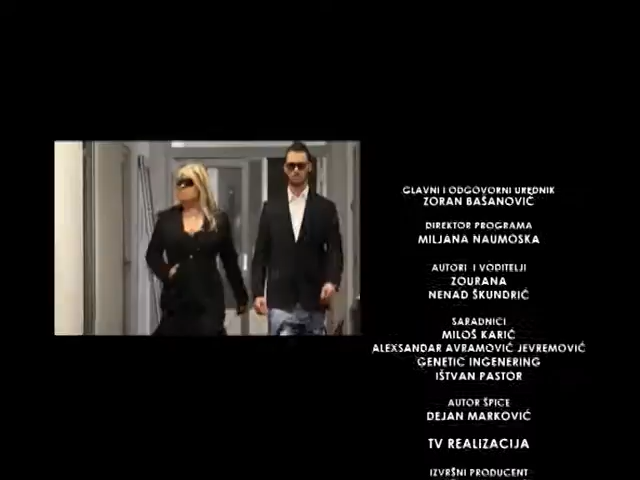 GLAVNI I ODGOVORNI UREDNIK
ZORAN BAŠANOVIĆ
DIREKTOR PROGRAMA
MILJANA NAUMOSKA
AUTORI I VODITELJI
ZOURANA
NENAD ŠKUNDRIĆ
SARADNICI
MILOŠ KARIĆ
ALEXSANDAR AVRAMOVIĆ JEVREMOVIĆ
GENETIC INGENERING
IŠTVAN PASTOR
AUTOR ŠPICE
DEJAN MARKOVIĆ
TV REALIZACIJA
IZVRŠNI PRODUCENT